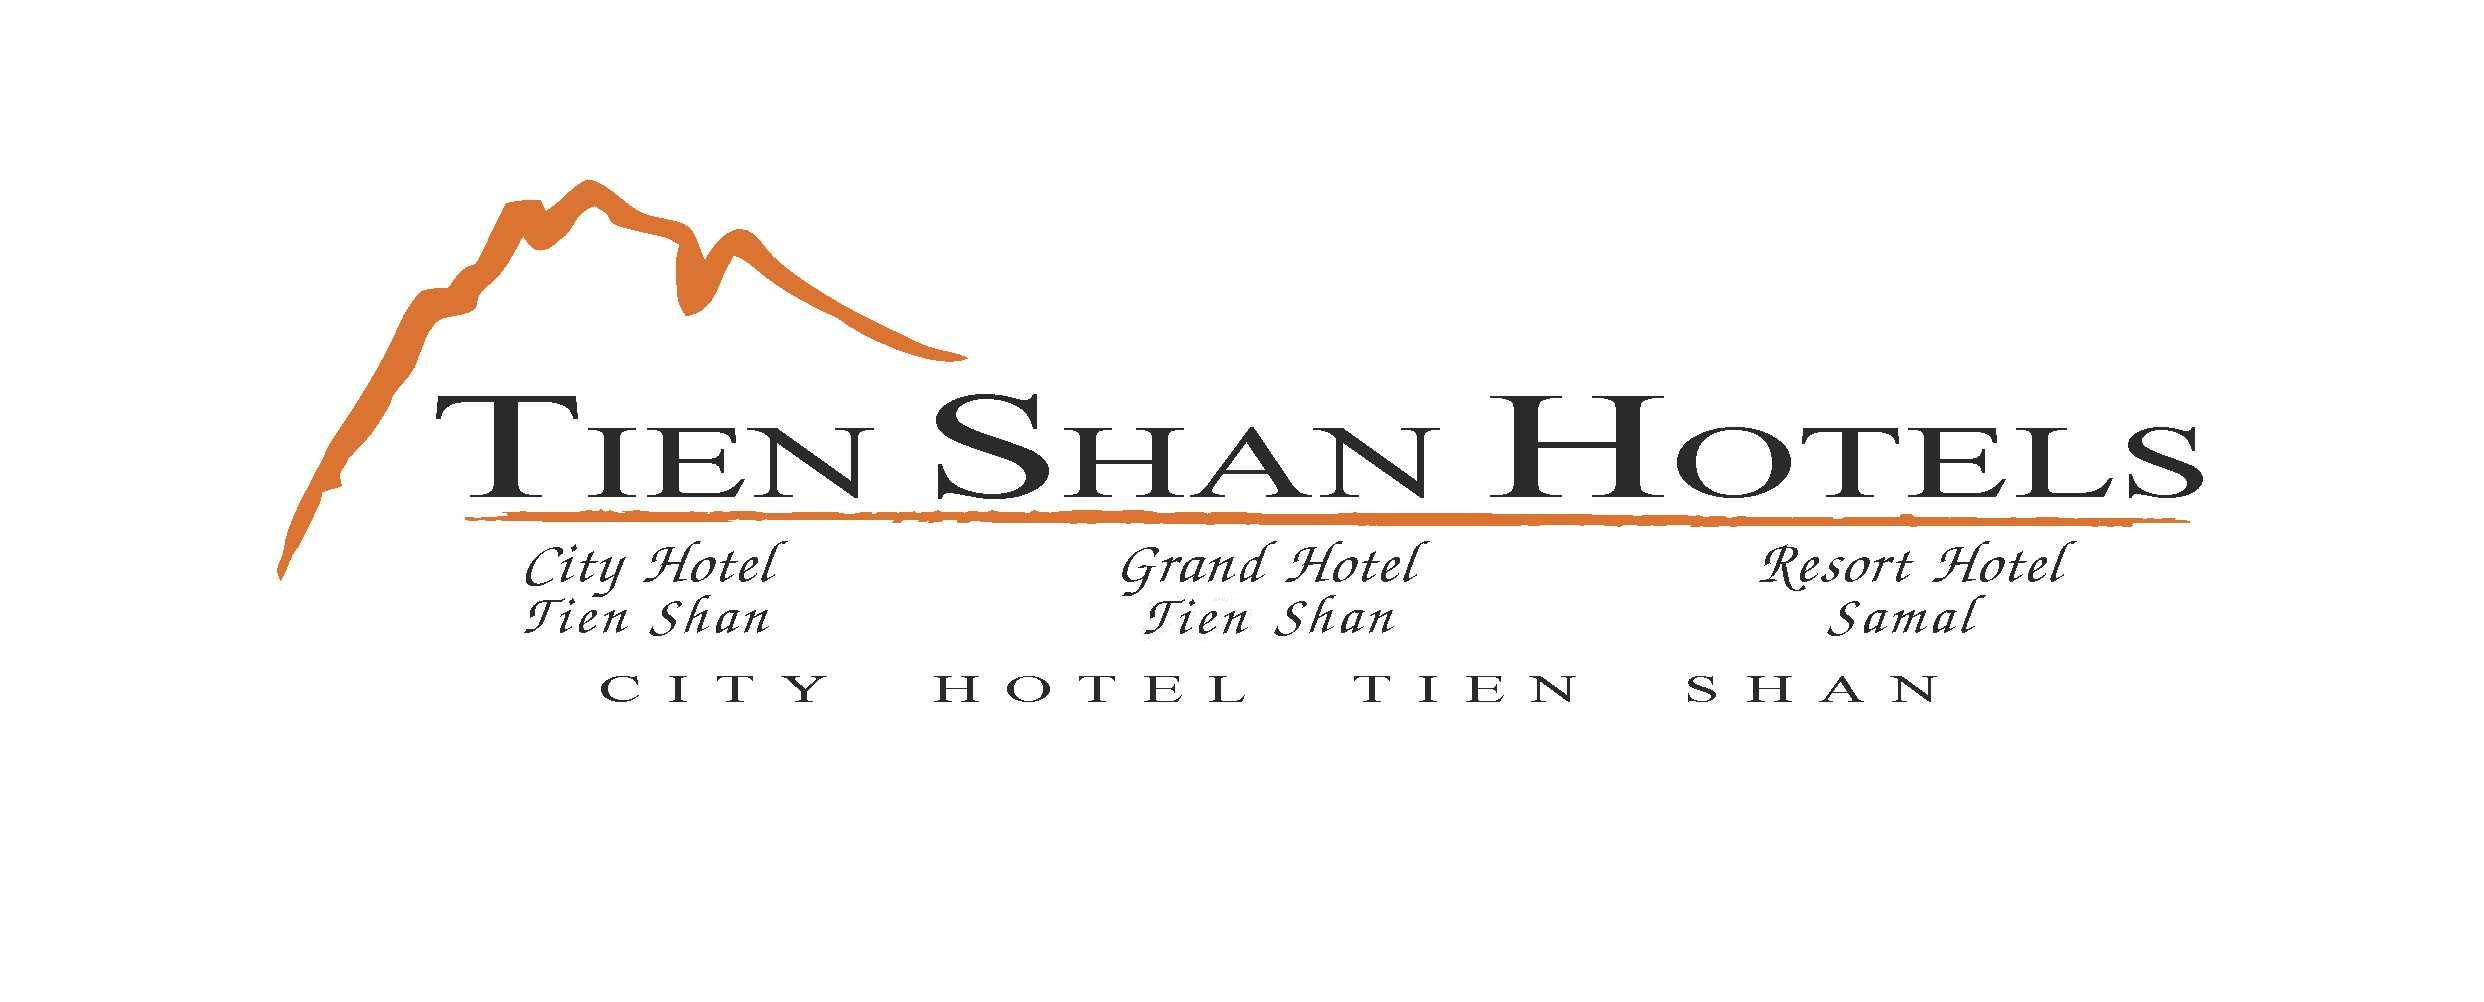 TIEN SHAN HOTELS
City Hotel Grand Hotel Resort Hotel
Tien Shan Tien Shan Samal
CITY HOTEL TIEN SHAN